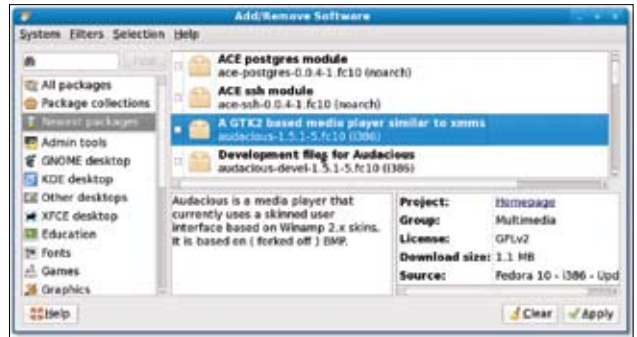 Add/Remove Software
System Filters Selection Help
All packages
Package collections
Newest packages
Admin tools
GNOME desktop
KDE desktop
Other desktops
XFCE desktop
Education
Fonts
Games
Graphics
ACE postgres module
ace-postgres-0.0.4-1.fc10 (noarch)
ACE ssh module
ace-ssh-0.0.4-1.fc10 (noarch)
A GTK2 based media player similar to xmms
audacious-1.5.1-5.fc10 (i386)
Development files for Audacious
audacious-devel-1.5.1-5.fc10 (i386)
Audacious is a media player that
currently uses a skinned user
interface based on Winamp 2.x skins.
It is based on ( forked off ) BMP.
Project: Homepage
Group: Multimedia
License: GPLv2
Download size: 1.1 MB
Source: Fedora 10 - i386 - Upd
Help
Clear
Apply